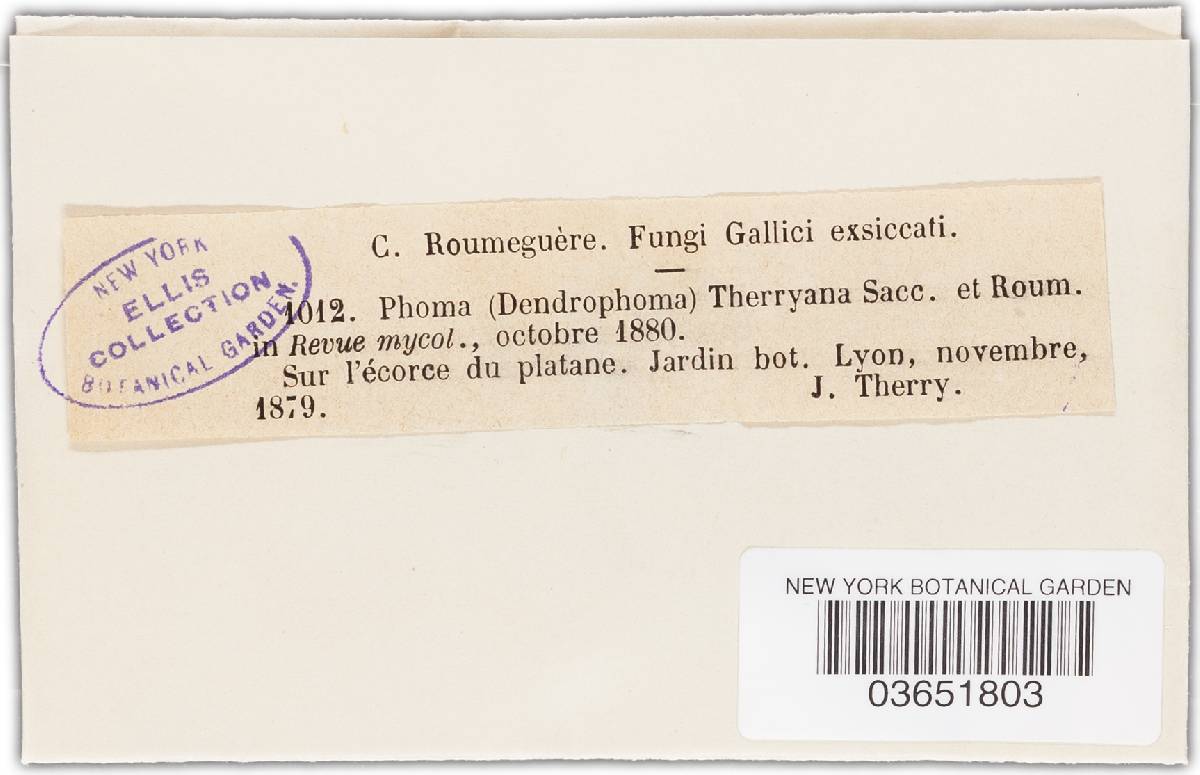 C. Roumeguère. Fungi Gallici exsiccati.
1012. Phoma (Dendrophoma) Therryana Sacc. et Roum.
in Revue mycol., octobre 1880.
Sur l'écorce du platane. Jardin bot. Lyon, novembre,
1879. J. Therry.
NEW YORK
ELLIS
COLLECTION
BOTANICAL GARDEN.
NEW YORK BOTANICAL GARDEN
03651803